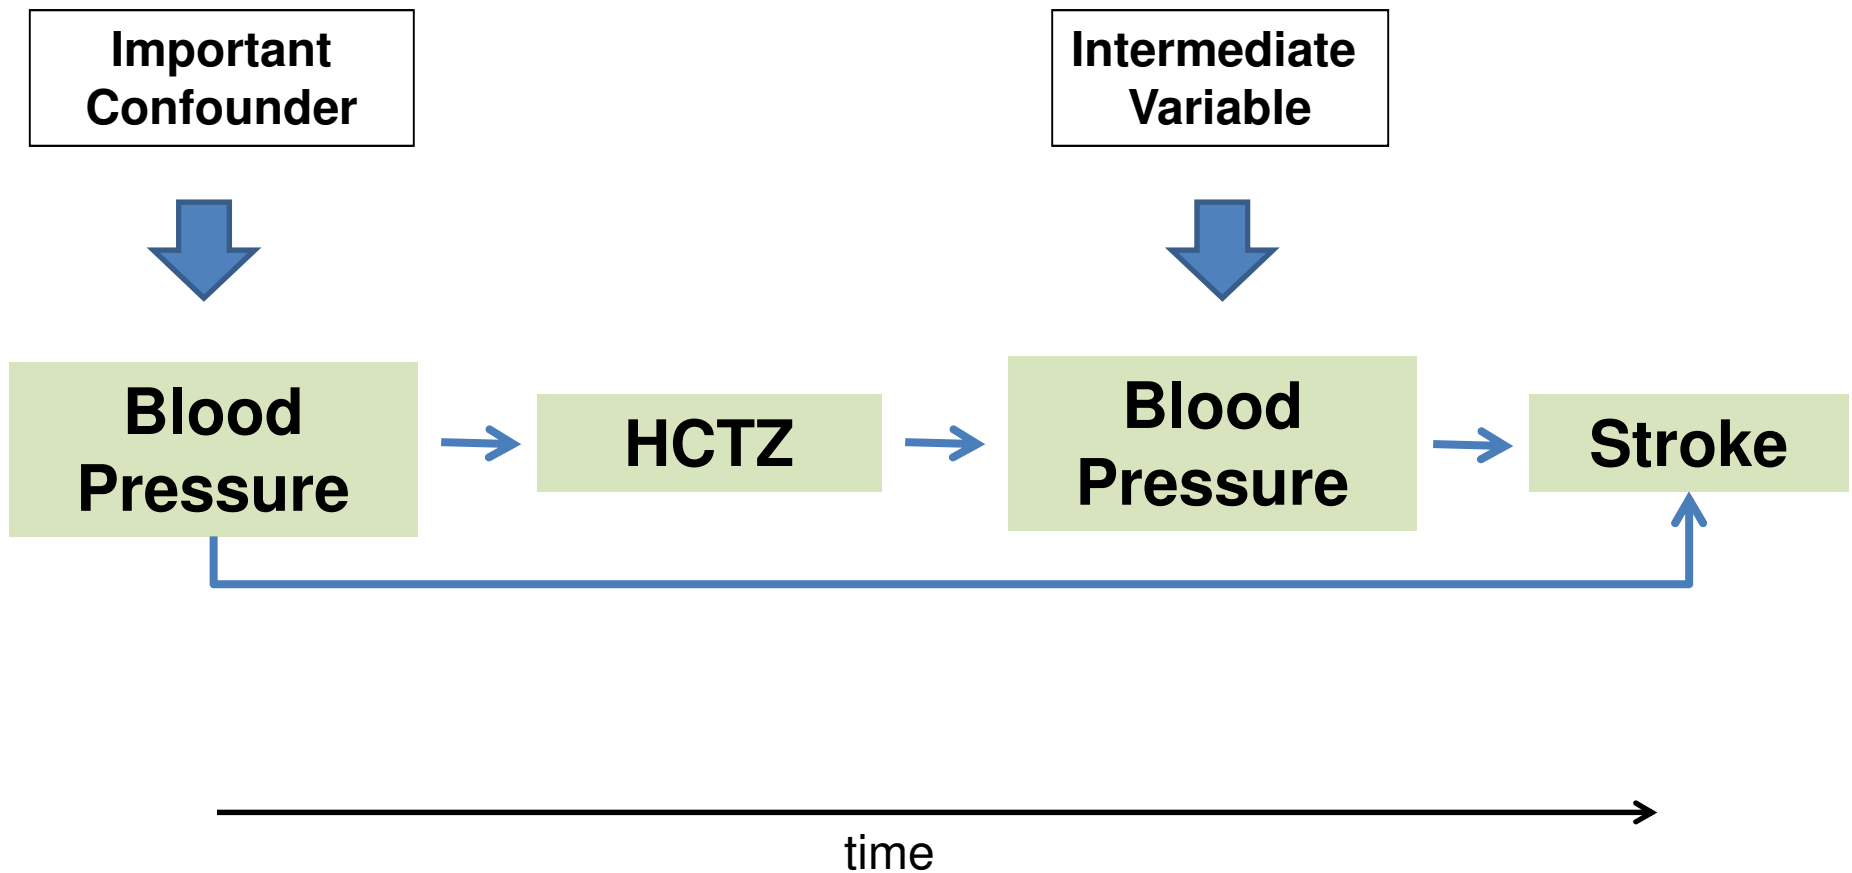 Important
Confounder
Intermediate
Variable
Blood
Pressure
HCTZ
Blood
Pressure
Stroke
time